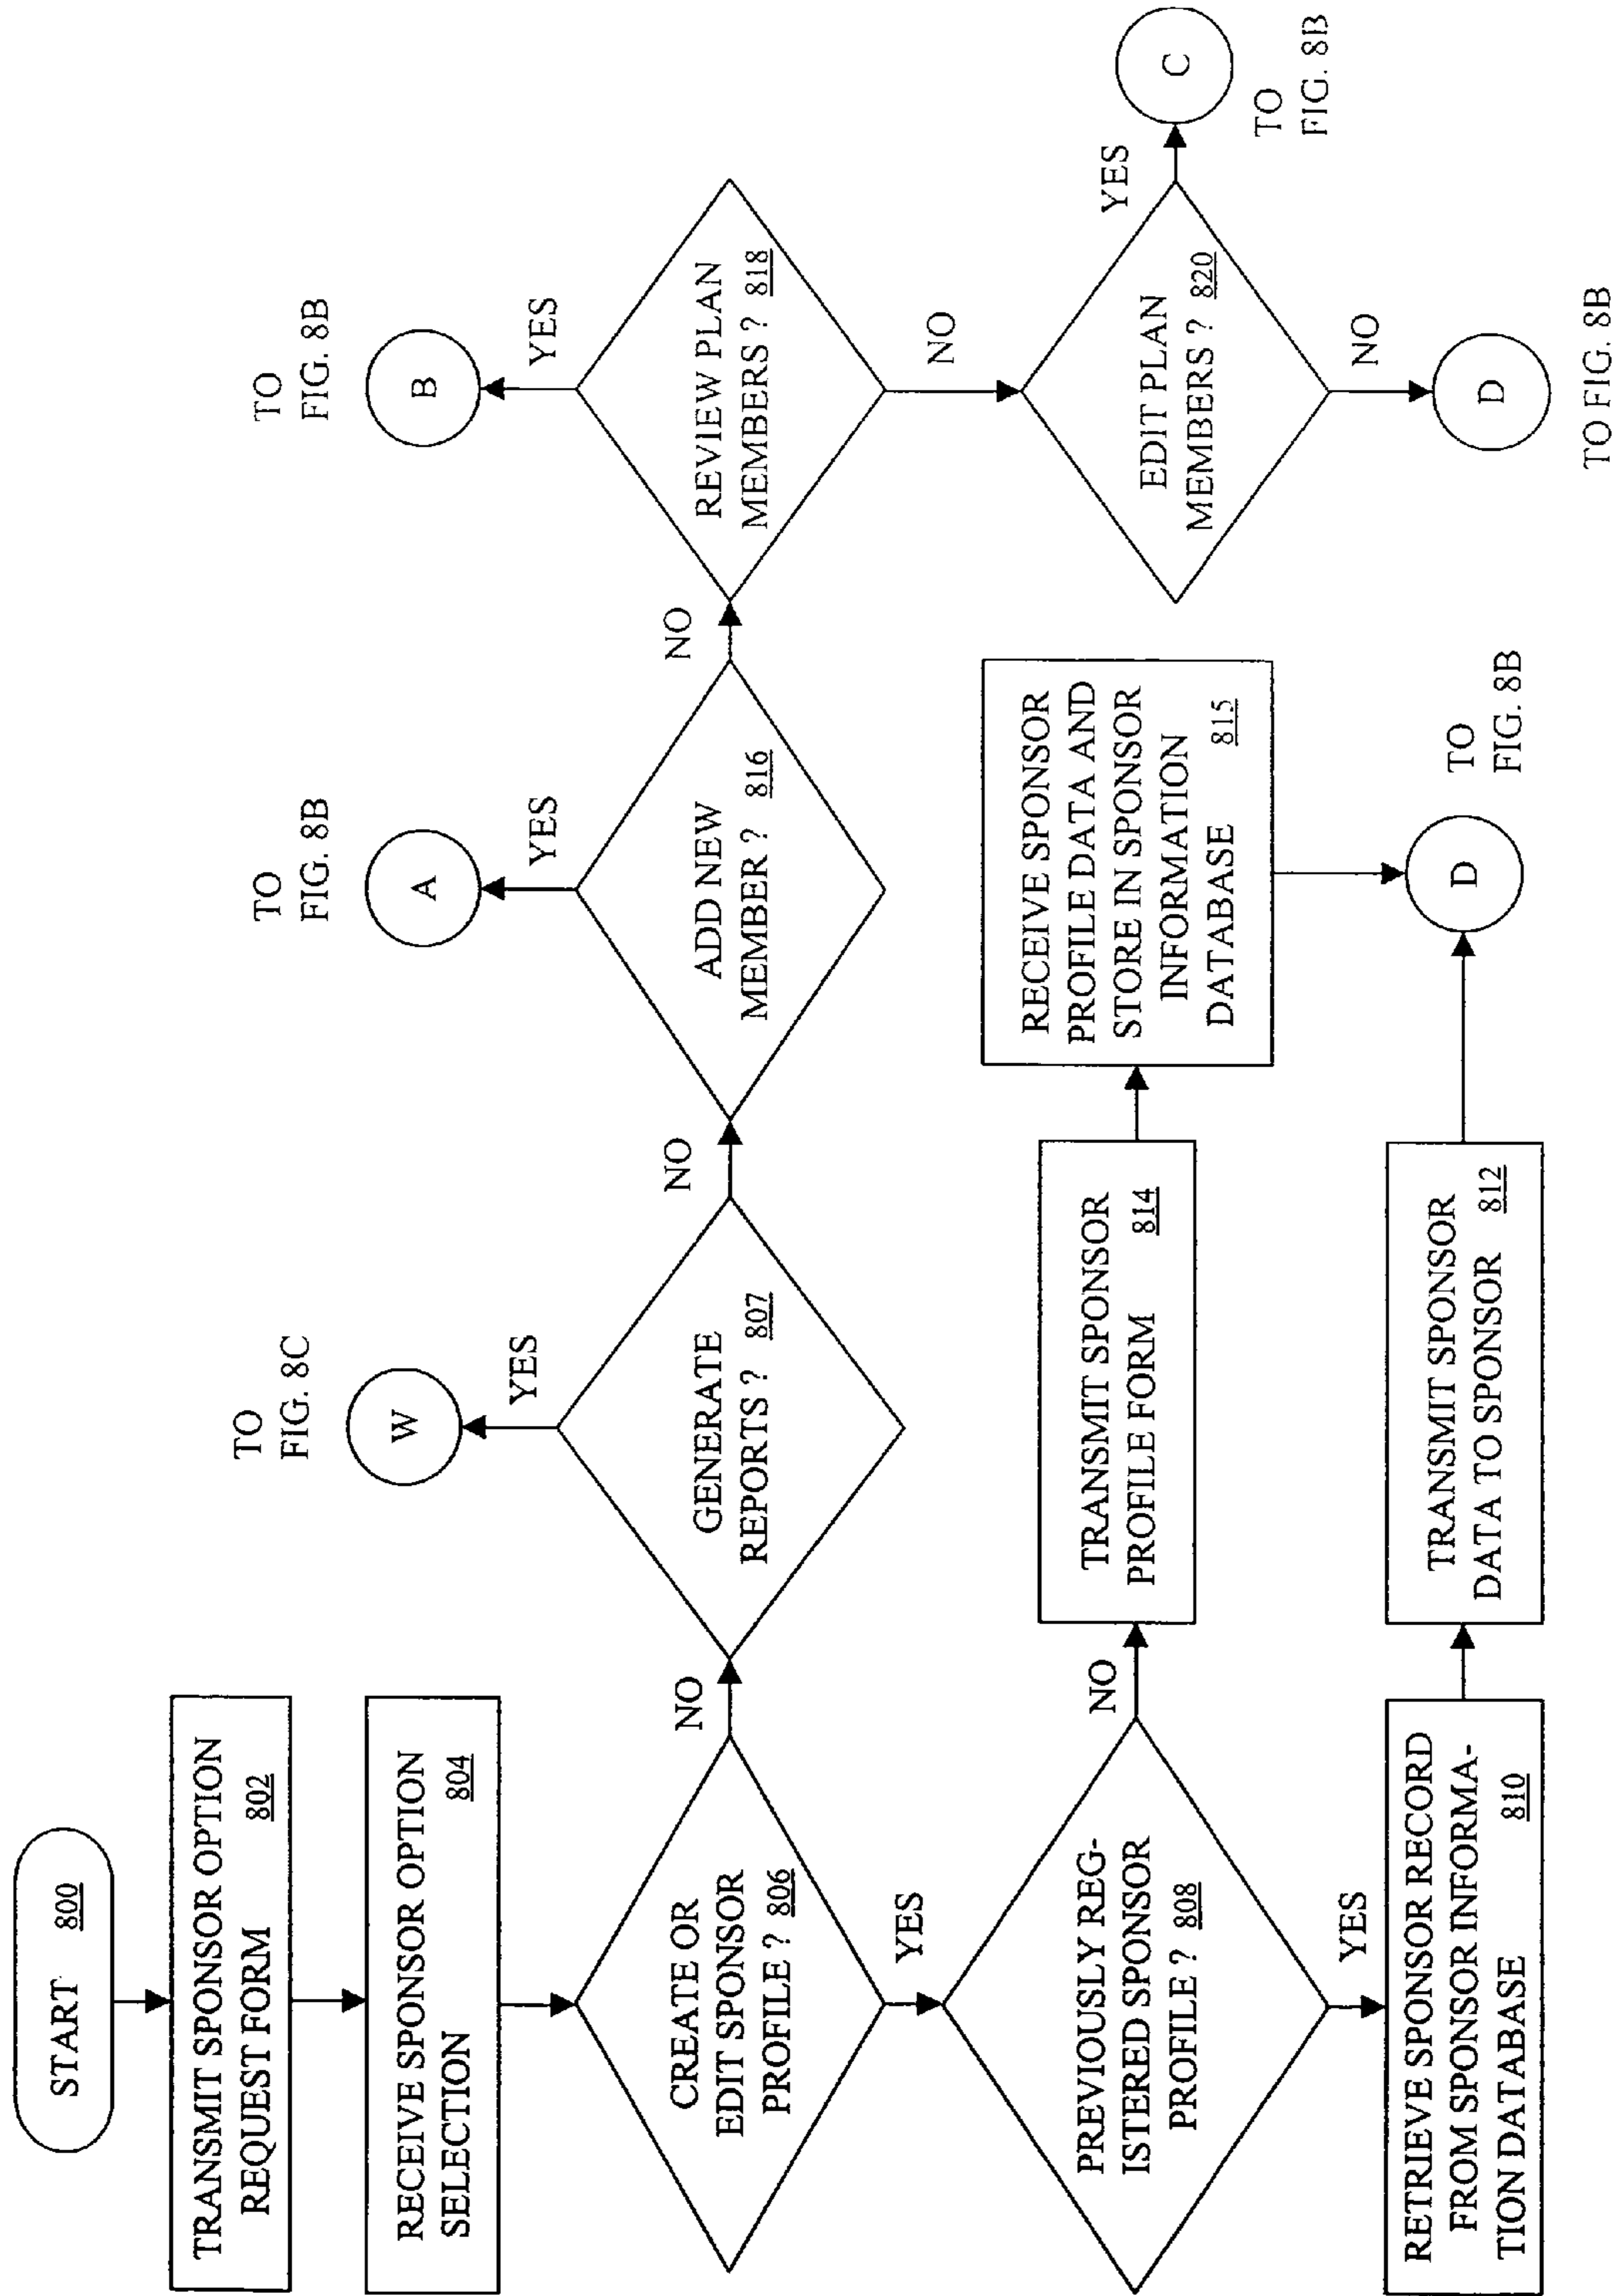 START 800
TRANSMIT SPONSOR OPTION
REQUEST FORM 802
RECEIVE SPONSOR OPTION
SELECTION 804
CREATE OR
EDIT SPONSOR
PROFILE ? 806
NO
YES
TO
FIG. 8C
W
YES
GENERATE
REPORTS ? 807
NO
TO
FIG. 8B
A
YES
ADD NEW
MEMBER ? 816
NO
TO
FIG. 8B
B
YES
REVIEW PLAN
MEMBERS ? 818
NO
EDIT PLAN
MEMBERS ? 820
YES
C
TO
FIG. 8B
NO
D
TO FIG. 8B
PREVIOUSLY REG-
ISTERED SPONSOR
PROFILE ? 808
NO
YES
TRANSMIT SPONSOR
PROFILE FORM 814
RECEIVE SPONSOR
PROFILE DATA AND
STORE IN SPONSOR
INFORMATION
DATABASE 815
RETRIEVE SPONSOR RECORD
FROM SPONSOR INFORMA-
TION DATABASE 810
TRANSMIT SPONSOR
DATA TO SPONSOR 812
D
TO
FIG. 8B